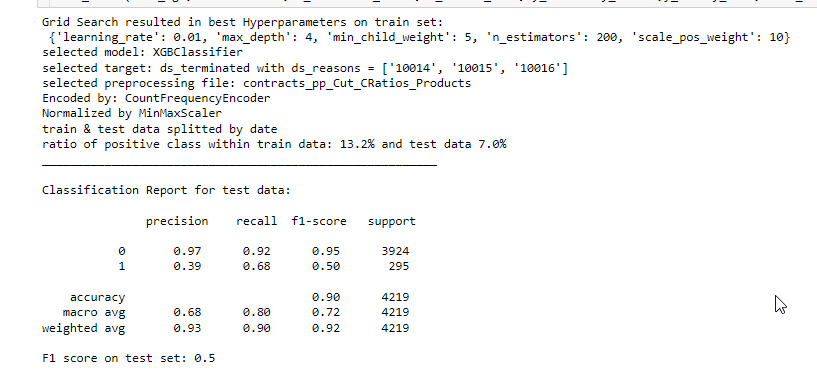 Grid Search resulted in best Hyperparameters on train set:
{'learning_rate': 0.01, 'max_depth': 4, 'min_child_weight': 5, 'n_estimators': 200, 'scale_pos_weight': 10}
selected model: XGBClassifier
selected target: ds_terminated with ds_reasons = ['10014', '10015', '10016']
selected preprocessing file: contracts_pp_Cut_CRatios_Products
Encoded by: CountFrequencyEncoder
Normalized by MinMaxScaler
train & test data splitted by date
ratio of positive class within train data: 13.2% and test data 7.0%
Classification Report for test data:
precision recall f1-score support
0 0.97 0.92 0.95 3924
1 0.39 0.68 0.50 295
accuracy 0.90 4219
macro avg 0.68 0.80 0.72 4219
weighted avg 0.93 0.90 0.92 4219
F1 score on test set: 0.5